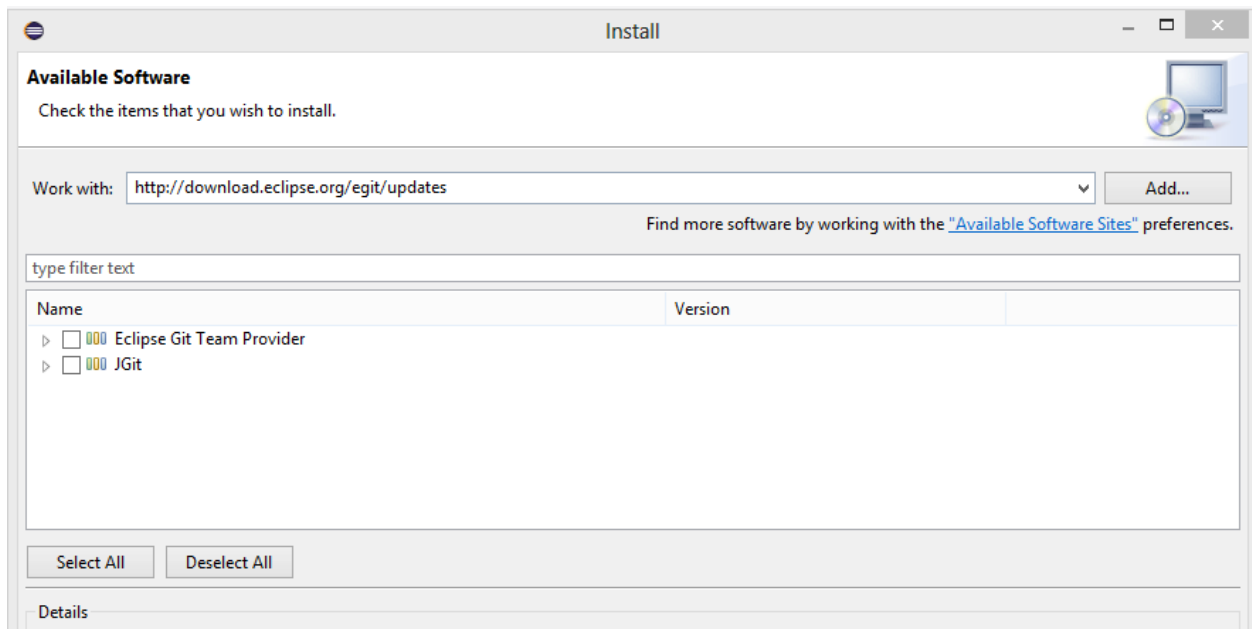 Install
Available Software
Check the items that you wish to install.
Work with: http://download.eclipse.org/egit/updates Add...
Find more software by working with the "Available Software Sites" preferences.
type filter text
Name Version
Eclipse Git Team Provider
JGit
Select All Deselect All
Details